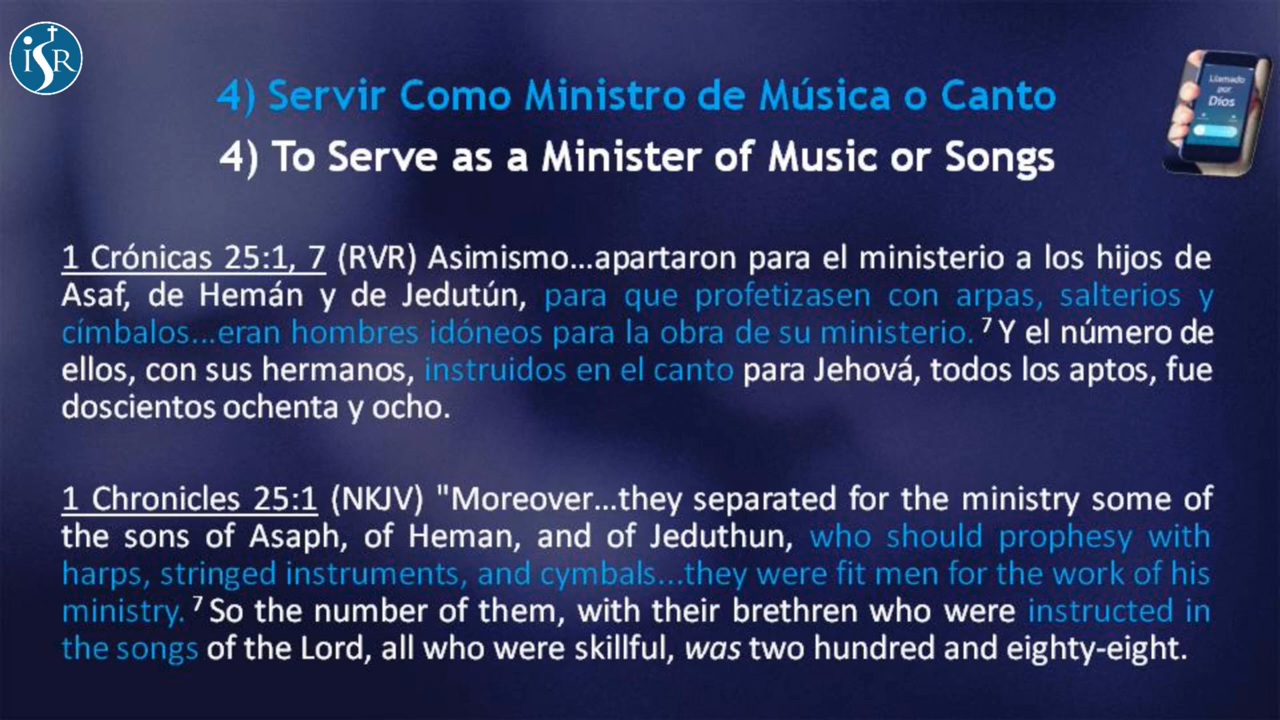 iSR
4) Servir Como Ministro de Música o Canto
4) To Serve as a Minister of Music or Songs
Llamado
por
Dios
1 Crónicas 25:1, 7 (RVR) Asimismo...apartaron para el ministerio a los hijos de
Asaf, de Hemán y de Jedutún, para que profetizasen con arpas, salterios y
címbalos...eran hombres idóneos para la obra de su ministerio. ⁷ Y el número de
ellos, con sus hermanos, instruidos en el canto para Jehová, todos los aptos, fue
doscientos ochenta y ocho.
1 Chronicles 25:1 (NKJV) "Moreover...they separated for the ministry some of
the sons of Asaph, of Heman, and of Jeduthun, who should prophesy with
harps, stringed instruments, and cymbals...they were fit men for the work of his
ministry. ⁷ So the number of them, with their brethren who were instructed in
the songs of the Lord, all who were skillful, was two hundred and eighty-eight.